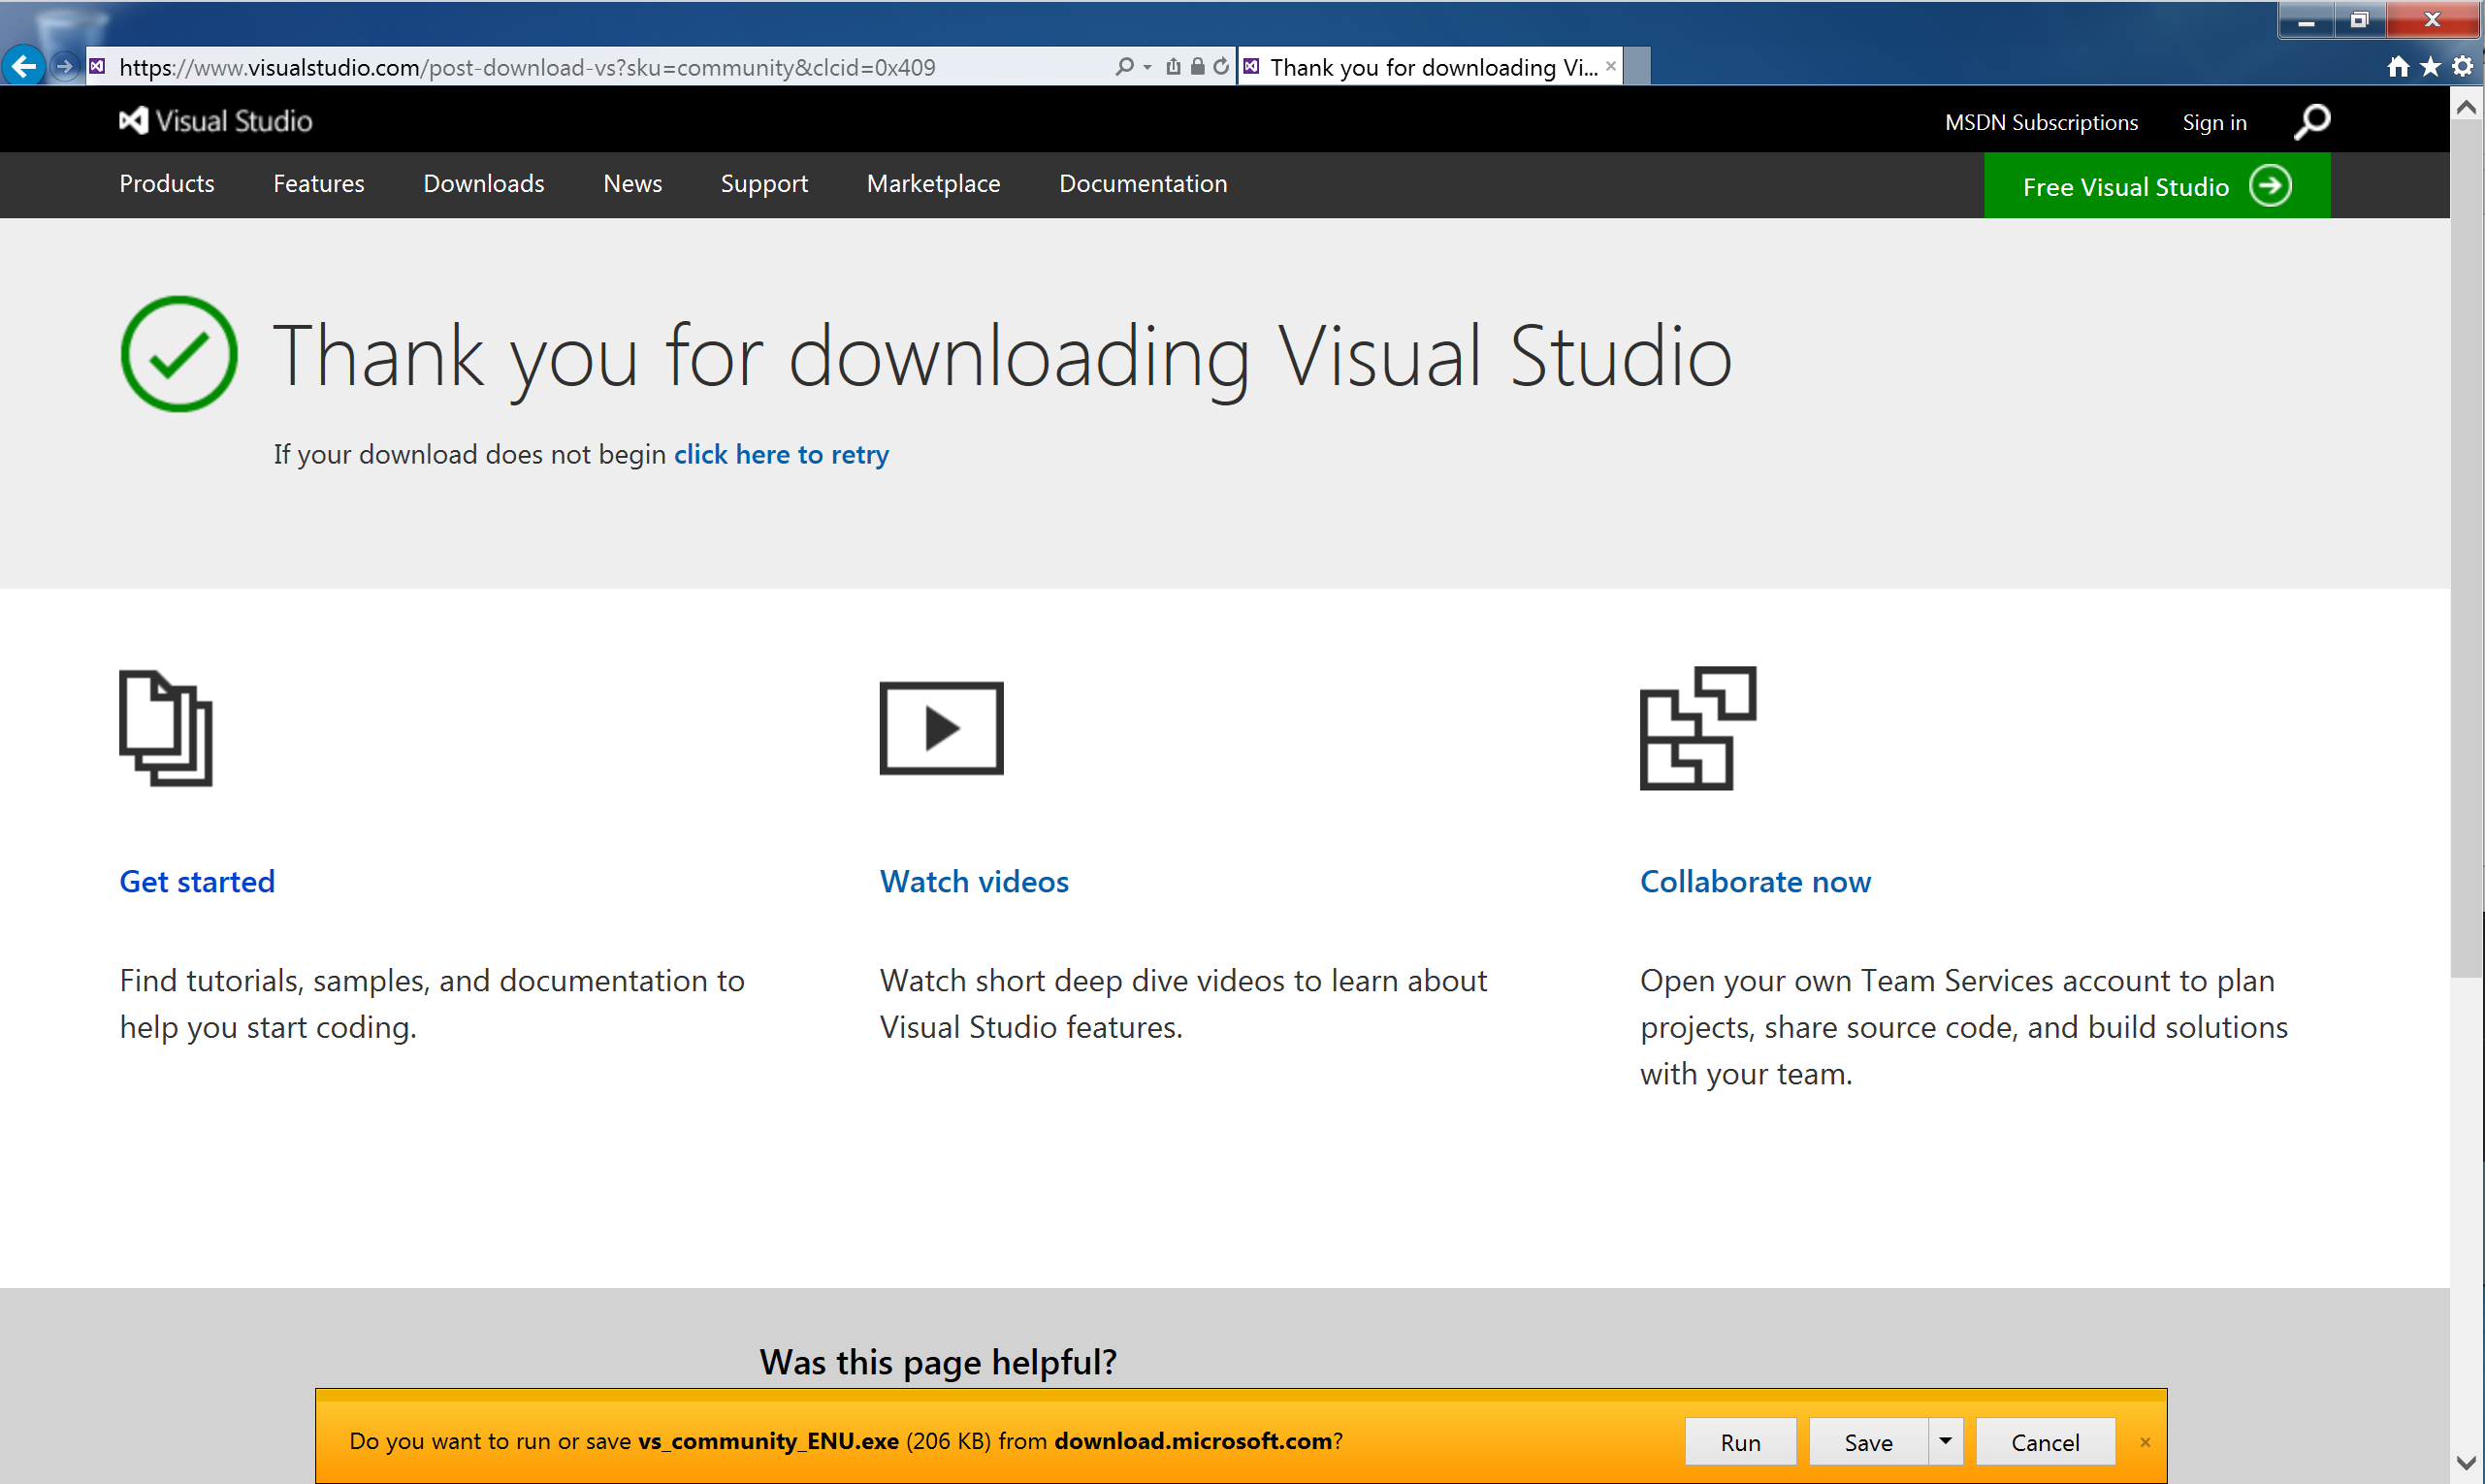 https://www.visualstudio.com/post-download-vs?sku=community&clcid=0x409
Thank you for downloading Vi...
Visual Studio
MSDN Subscriptions
Sign in
Products
Features
Downloads
News
Support
Marketplace
Documentation
Free Visual Studio
Thank you for downloading Visual Studio
If your download does not begin click here to retry
Get started
Find tutorials, samples, and documentation to
help you start coding.
Watch videos
Watch short deep dive videos to learn about
Visual Studio features.
Collaborate now
Open your own Team Services account to plan
projects, share source code, and build solutions
with your team.
Was this page helpful?
Do you want to run or save vs_community_ENU.exe (206 KB) from download.microsoft.com?
Run
Save
Cancel